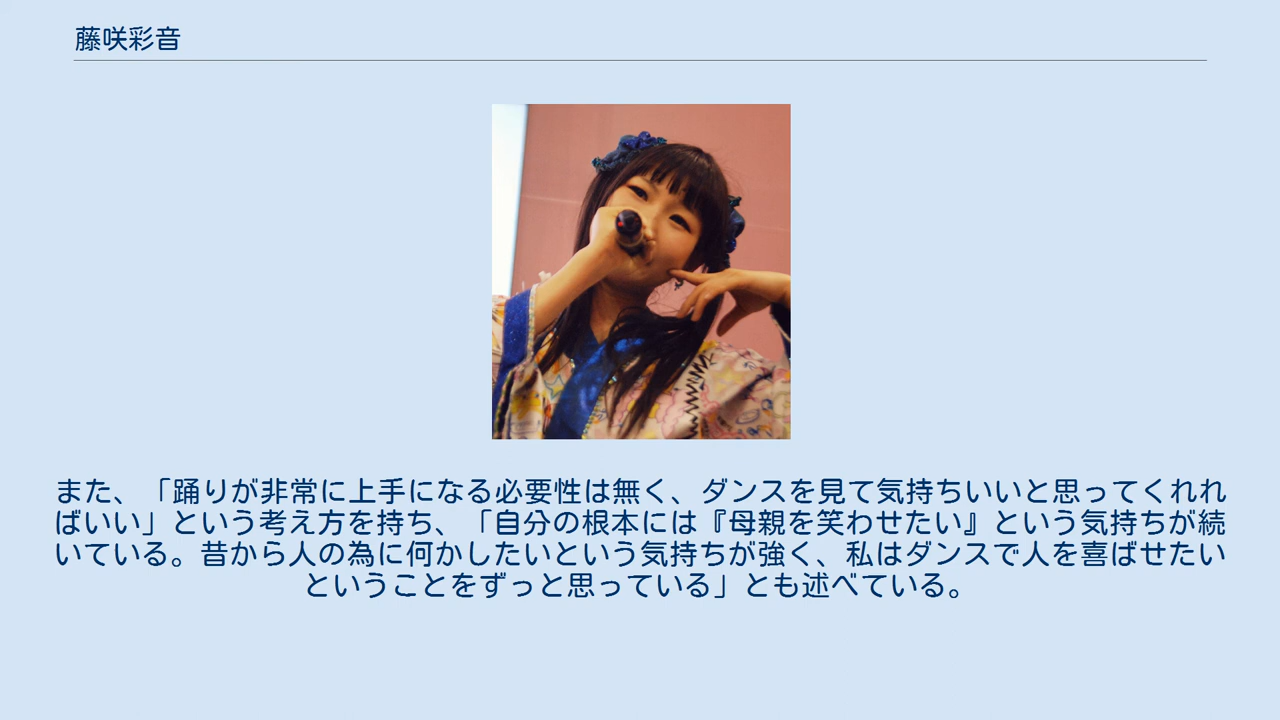 藤咲彩音
また、「踊りが非常に上手になる必要性は無く、ダンスを見て気持ちいいと思ってくれれ
ばいい」という考え方を持ち、「自分の根本には『母親を笑わせたい』という気持ちが続
いている。昔から人の為に何かしたいという気持ちが強く、私はダンスで人を喜ばせたい
ということをずっと思っている」とも述べている。